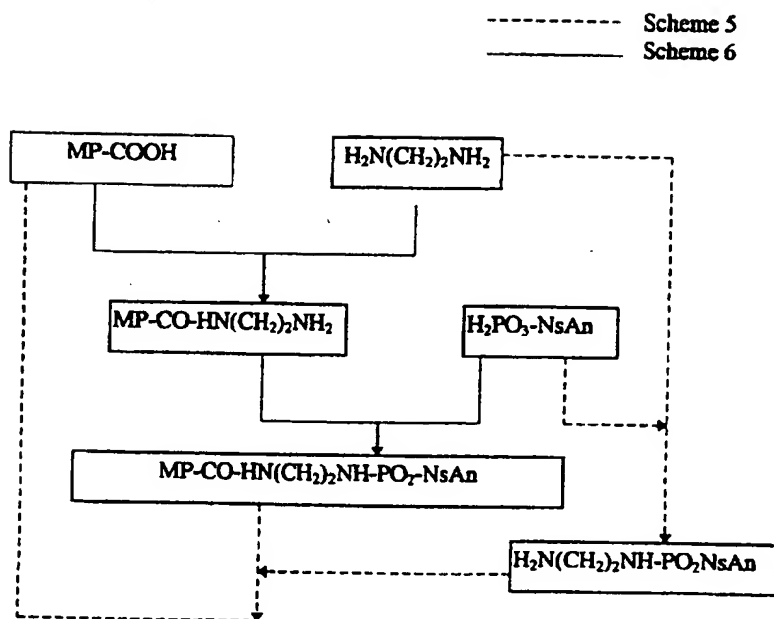 Scheme 5
Scheme 6
MP-COOH
H₂N(CH₂)₂NH₂
MP-CO-HN(CH₂)₂NH₂
H₂PO₃-NsAn
MP-CO-HN(CH₂)₂NH-PO₂-NsAn
H₂N(CH₂)₂NH-PO₂NsAn